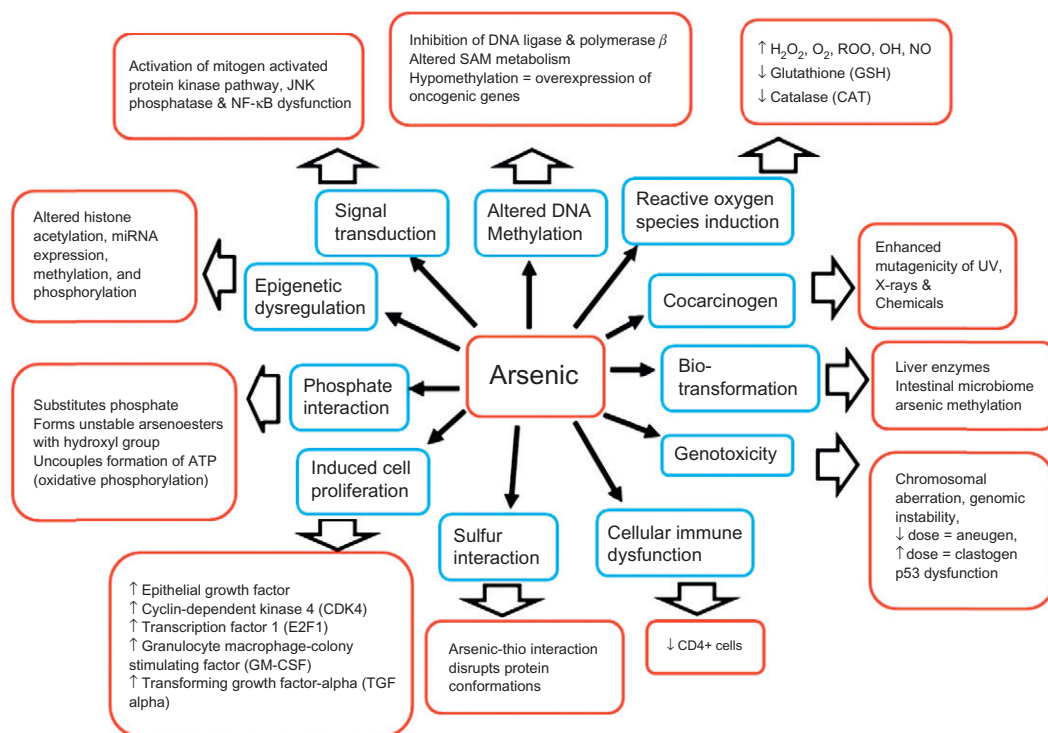 Activation of mitogen activated
protein kinase pathway, JNK
phosphatase & NF-κB dysfunction
Inhibition of DNA ligase & polymerase β
Altered SAM metabolism
Hypomethylation = overexpression of
oncogenic genes
↑ H₂O₂, O₂, ROO, OH, NO
↓ Glutathione (GSH)
↓ Catalase (CAT)
Signal
transduction
Altered DNA
Methylation
Reactive oxygen
species induction
Altered histone
acetylation, miRNA
expression,
methylation, and
phosphorylation
Epigenetic
dysregulation
Cocarcinogen
Enhanced
mutagenicity of UV,
X-rays &
Chemicals
Arsenic
Phosphate
interaction
Substitutes phosphate
Forms unstable arsenoesters
with hydroxyl group
Uncouples formation of ATP
(oxidative phosphorylation)
Bio-
transformation
Liver enzymes
Intestinal microbiome
arsenic methylation
Induced cell
proliferation
Genotoxicity
Chromosomal
aberration, genomic
instability,
↓ dose = aneugen,
↑ dose = clastogen
p53 dysfunction
Sulfur
interaction
Cellular immune
dysfunction
↑ Epithelial growth factor
↑ Cyclin-dependent kinase 4 (CDK4)
↑ Transcription factor 1 (E2F1)
↑ Granulocyte macrophage-colony
stimulating factor (GM-CSF)
↑ Transforming growth factor-alpha (TGF
alpha)
Arsenic-thio interaction
disrupts protein
conformations
↓ CD4+ cells